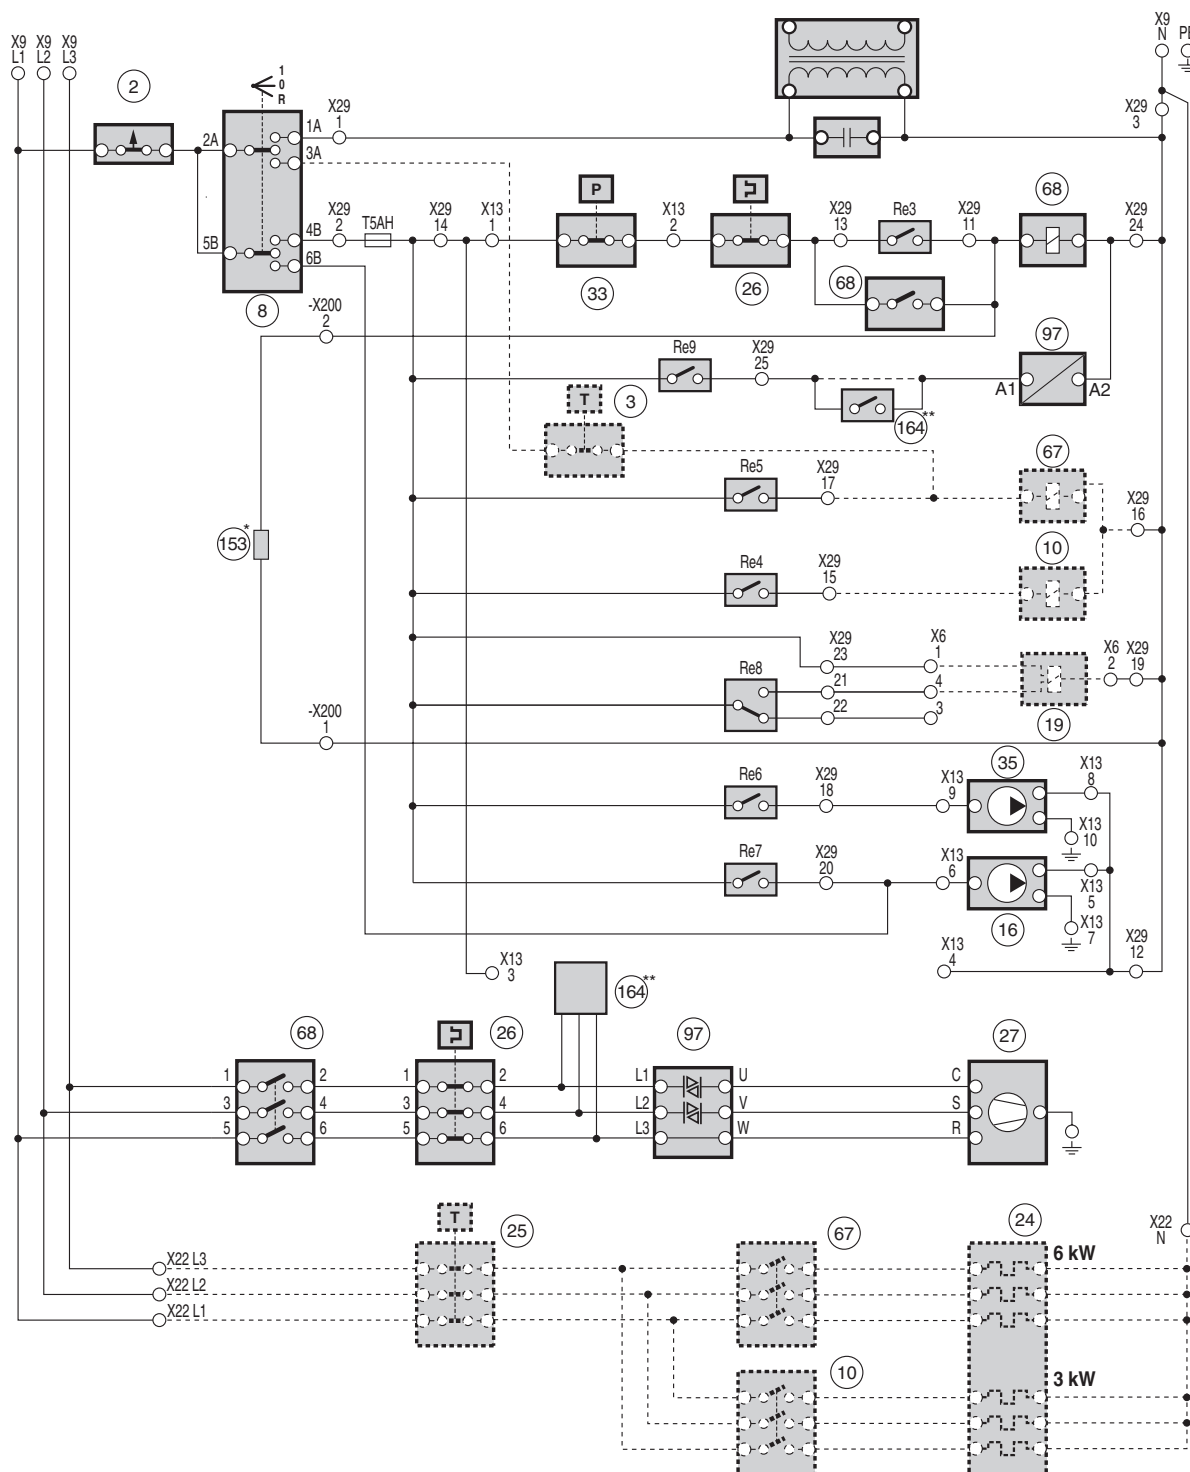 X9 X9 X9
L1 L2 L3
X9
N
2
1
0
R
X29
1
X29
3
2A
1A
3A
P
68
X29
2
T5AH
X29
14
X13
1
X13
2
X29
13
Re3
X29
11
X29
24
5B
4B
6B
33
26
68
8
-X200
2
Re9
X29
25
97
A1
A2
T
3
164**
67
Re5
X29
17
X29
16
153*
10
Re4
X29
15
X29
23
X6
1
X6
2
X29
19
Re8
21
4
22
3
19
-X200
1
35
Re6
X29
18
X13
9
X13
8
X13
10
Re7
X29
20
X13
6
X13
5
X13
7
16
X29
12
X13
4
X13
3
164**
68
26
97
27
1 2 1 2 L1 U C
3 4 3 4 L2 V S
5 6 5 6 L3 W R
T
25
67
24
X22
N
X22 L3
6 kW
X22 L2
X22 L1
10
3 kW